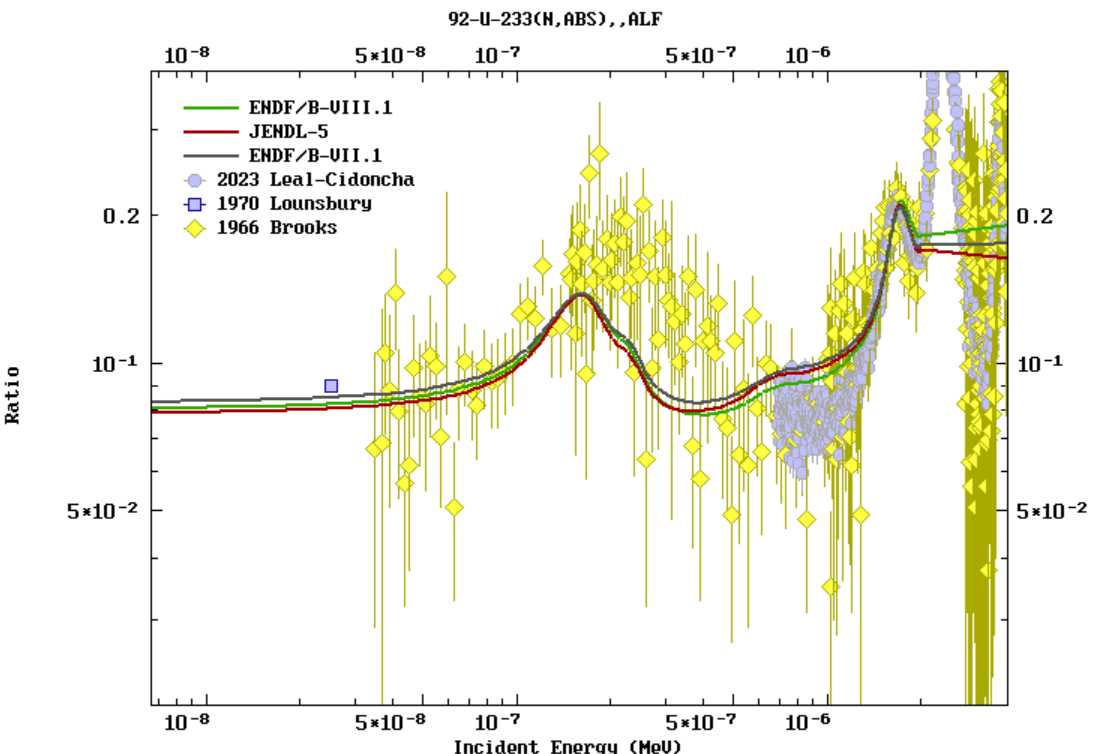 92-U-233(N,ABS),,ALF
10-8 5*10-8 10-7 5*10-7 10-6
ENDF/B-VIII.1
JENDL-5
ENDF/B-VII.1
2023 Leal-Cidoncha
1970 Lounsbury
1966 Brooks
0.2 0.2
10-1 10-1
5*10-2 5*10-2
Ratio
10-8 5*10-8 10-7 5*10-7 10-6
Incident Energy (MeV)